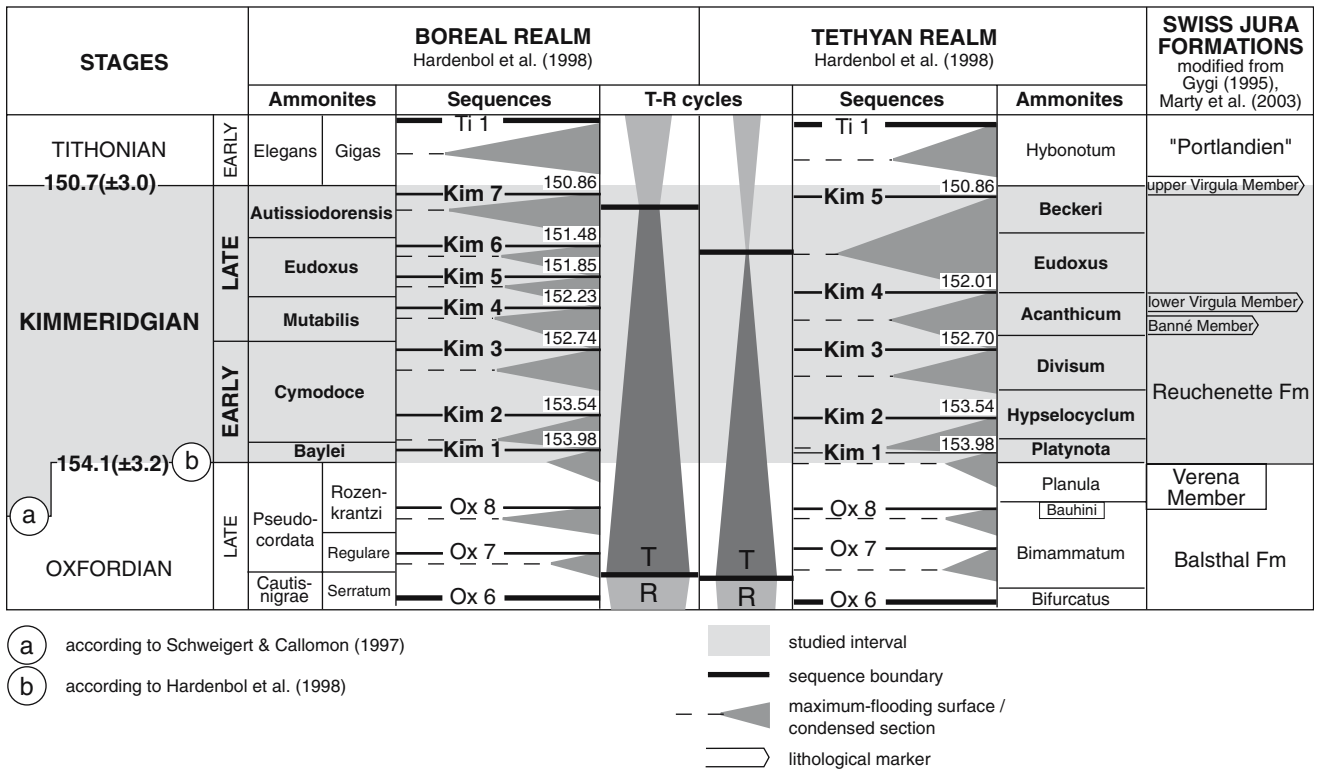 STAGES
BOREAL REALM
Hardenbol et al. (1998)
TETHYAN REALM
Hardenbol et al. (1998)
SWISS JURA
FORMATIONS
modified from
Gygi (1995),
Marty et al. (2003)
Ammonites
Sequences
T-R cycles
Sequences
Ammonites
TITHONIAN
150.7(±3.0)
KIMMERIDGIAN
154.1(±3.2)
b
a
OXFORDIAN
EARLY
LATE
EARLY
LATE
Elegans
Gigas
Autissiodorensis
Eudoxus
Mutabilis
Cymodoce
Baylei
Pseudo-
cordata
Rozen-
krantzi
Regulare
Cautis-
nigrae
Serratum
Ti 1
Kim 7
150.86
Kim 6
151.48
Kim 5
151.85
Kim 4
152.23
Kim 3
152.74
Kim 2
153.54
Kim 1
153.98
Ox 8
Ox 7
Ox 6
T
R
T
R
Ti 1
Kim 5
150.86
Kim 4
152.01
Kim 3
152.70
Kim 2
153.54
Kim 1
153.98
Ox 8
Ox 7
Ox 6
Hybonotum
Beckeri
Eudoxus
Acanthicum
Divisum
Hypselocyclum
Platynota
Planula
Bauhini
Bimammatum
Bifurcatus
"Portlandien"
upper Virgula Member
lower Virgula Member
Banné Member
Reuchenette Fm
Verena
Member
Balsthal Fm
a according to Schweigert & Callomon (1997)
b according to Hardenbol et al. (1998)
studied interval
sequence boundary
maximum-flooding surface /
condensed section
lithological marker